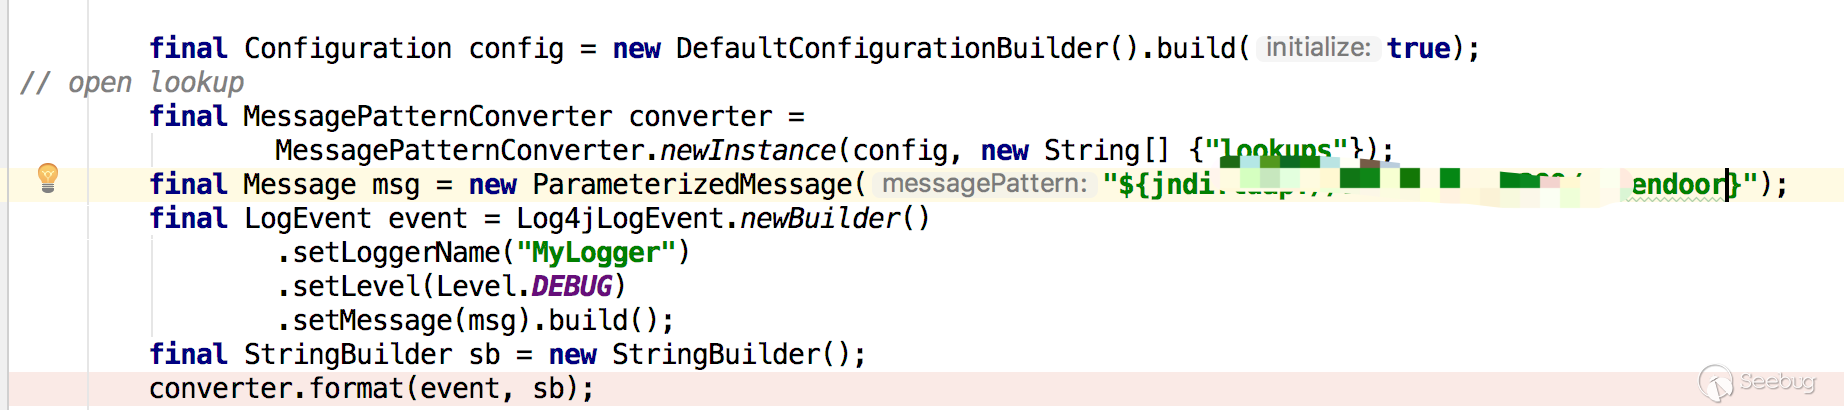 final Configuration config = new DefaultConfigurationBuilder().build( initialize: true);
// open lookup
final MessagePatternConverter converter =
MessagePatternConverter.newInstance(config, new String[] {"lookups"});
final Message msg = new ParameterizedMessage( messagePattern: "${jndi: endoor}");
final LogEvent event = Log4jLogEvent.newBuilder()
.setLoggerName("MyLogger")
.setLevel(Level.DEBUG)
.setMessage(msg).build();
final StringBuilder sb = new StringBuilder();
converter.format(event, sb);
Seebug